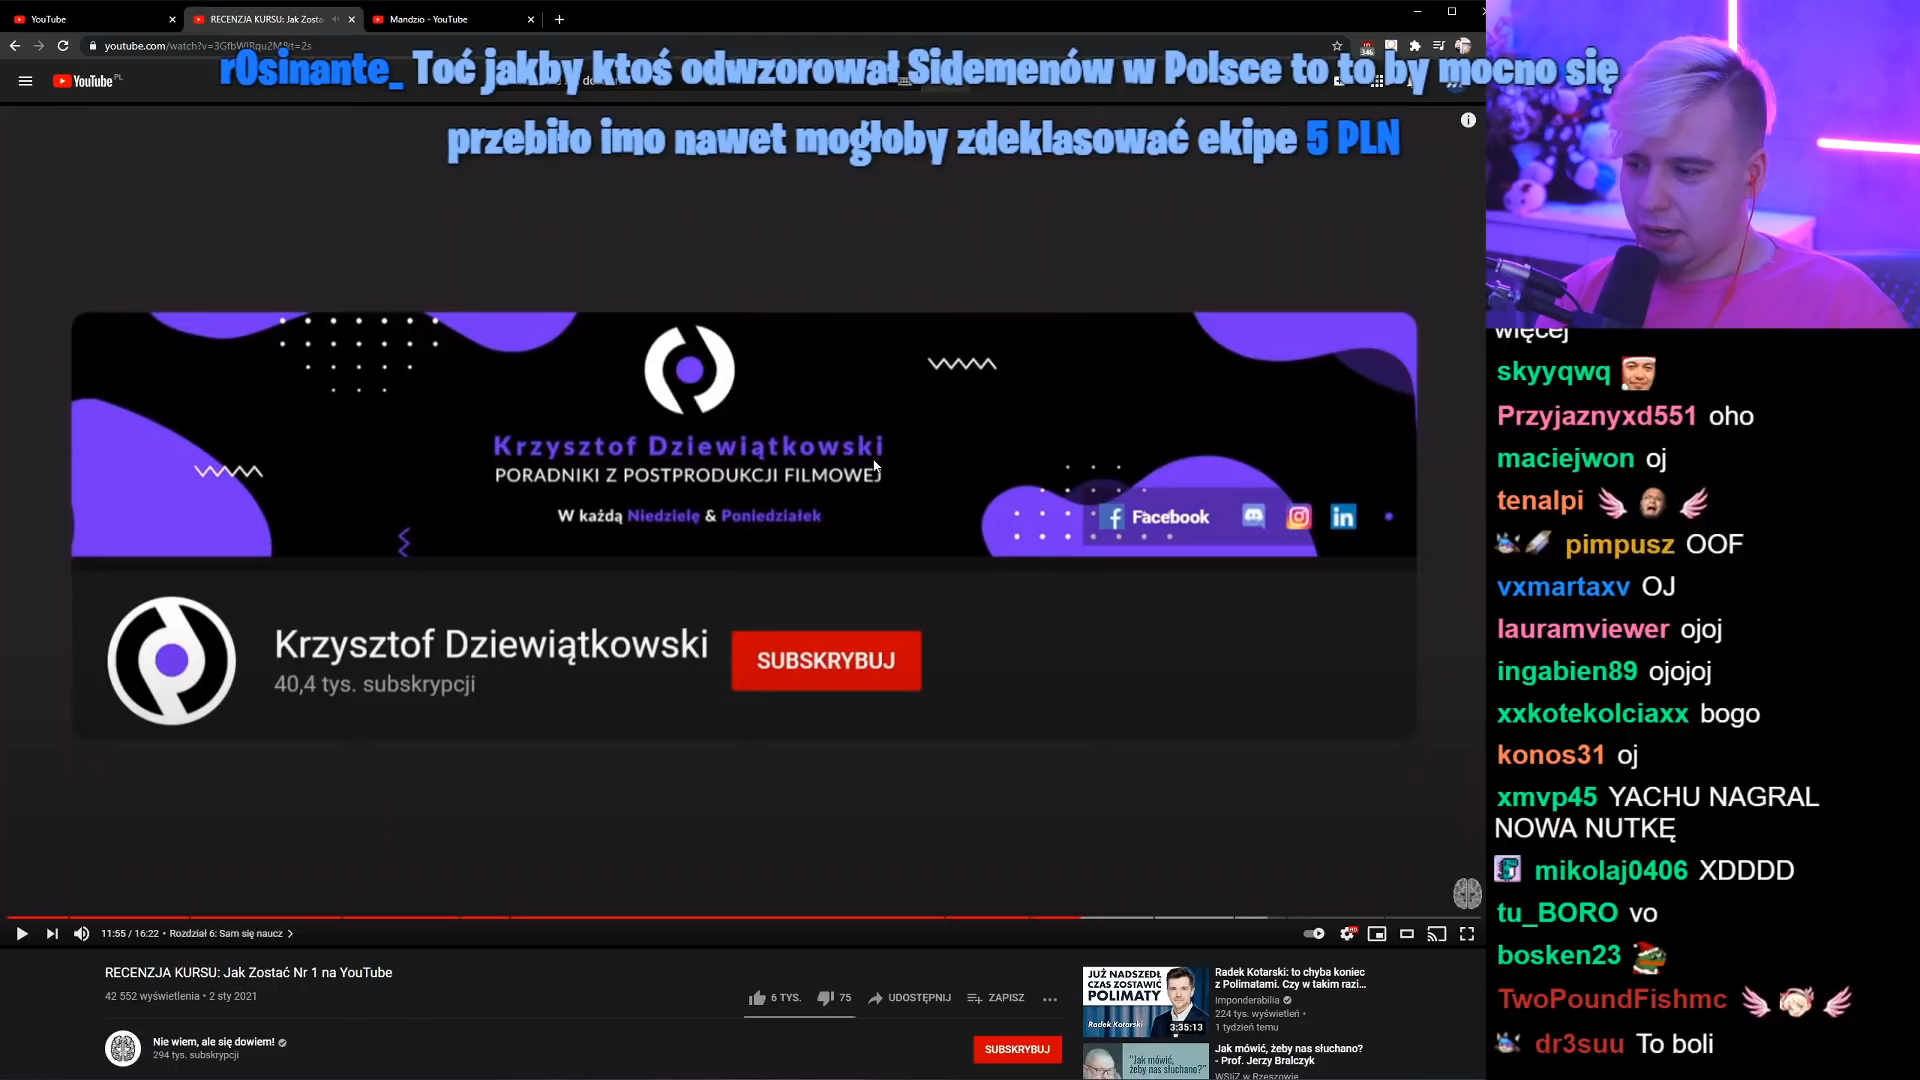 YouTube
RECENZJA KURSU: Jak Zosta
Mandzio - YouTube
346
YouTube PL
r0sinante_ Toć jakby ktoś odwzorował Sidemenów w Polsce to to by mocno się
przebiło imo nawet mogłoby zdeklasować ekipe 5 PLN
Krzysztof Dziewiątkowski
PORADNIKI Z POSTPRODUKCJI FILMOWEJ
W każdą Niedzielę & Poniedziałek
Facebook
Krzysztof Dziewiątkowski
40,4 tys. subskrypcji
SUBSKRYBUJ
11:55 / 16:22 • Rozdział 6: Sam się naucz
RECENZJA KURSU: Jak Zostać Nr 1 na YouTube
42 552 wyświetlenia • 2 sty 2021
6 TYS.
75
UDOSTĘPNIJ
ZAPISZ
Nie wiem, ale się dowiem!
294 tys. subskrypcji
SUBSKRYBUJ
JUŻ NADSZEDŁ
CZAS ZOSTAWIĆ
POLIMATY
Radek Kotarski
3:35:13
Radek Kotarski: to chyba koniec
z Polimatami. Czy w takim razi...
Imponderabilia
224 tys. wyświetleń •
1 tydzień temu
"Jak mówić,
żeby nas słuchano?"
Jak mówić, żeby nas słuchano?
- Prof. Jerzy Bralczyk
WSIiZ w Rzeszowie
więcej
skyyqwq
Przyjaznyxd551 oho
maciejwon oj
tenalpi
pimpusz OOF
vxmartaxv OJ
lauramviewer ojoj
ingabien89 ojojoj
xxkotekolciaxx bogo
konos31 oj
xmvp45 YACHU NAGRAL
NOWA NUTKĘ
mikolaj0406 XDDDD
tu_BORO vo
bosken23
TwoPoundFishmc
dr3suu To boli